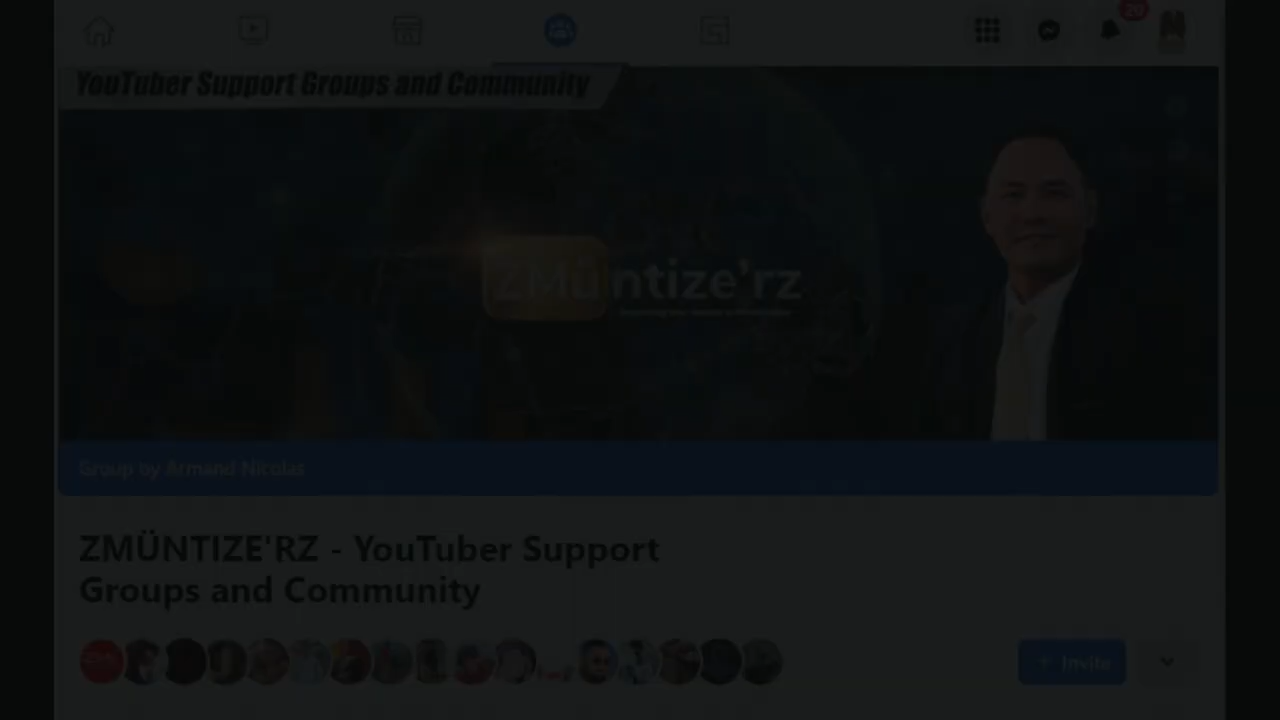 20
YouTuber Support Groups and Community
ZMüntize'rz
Group by Armand Nicolas
ZMÜNTIZE'RZ - YouTuber Support
Groups and Community
+ Invite